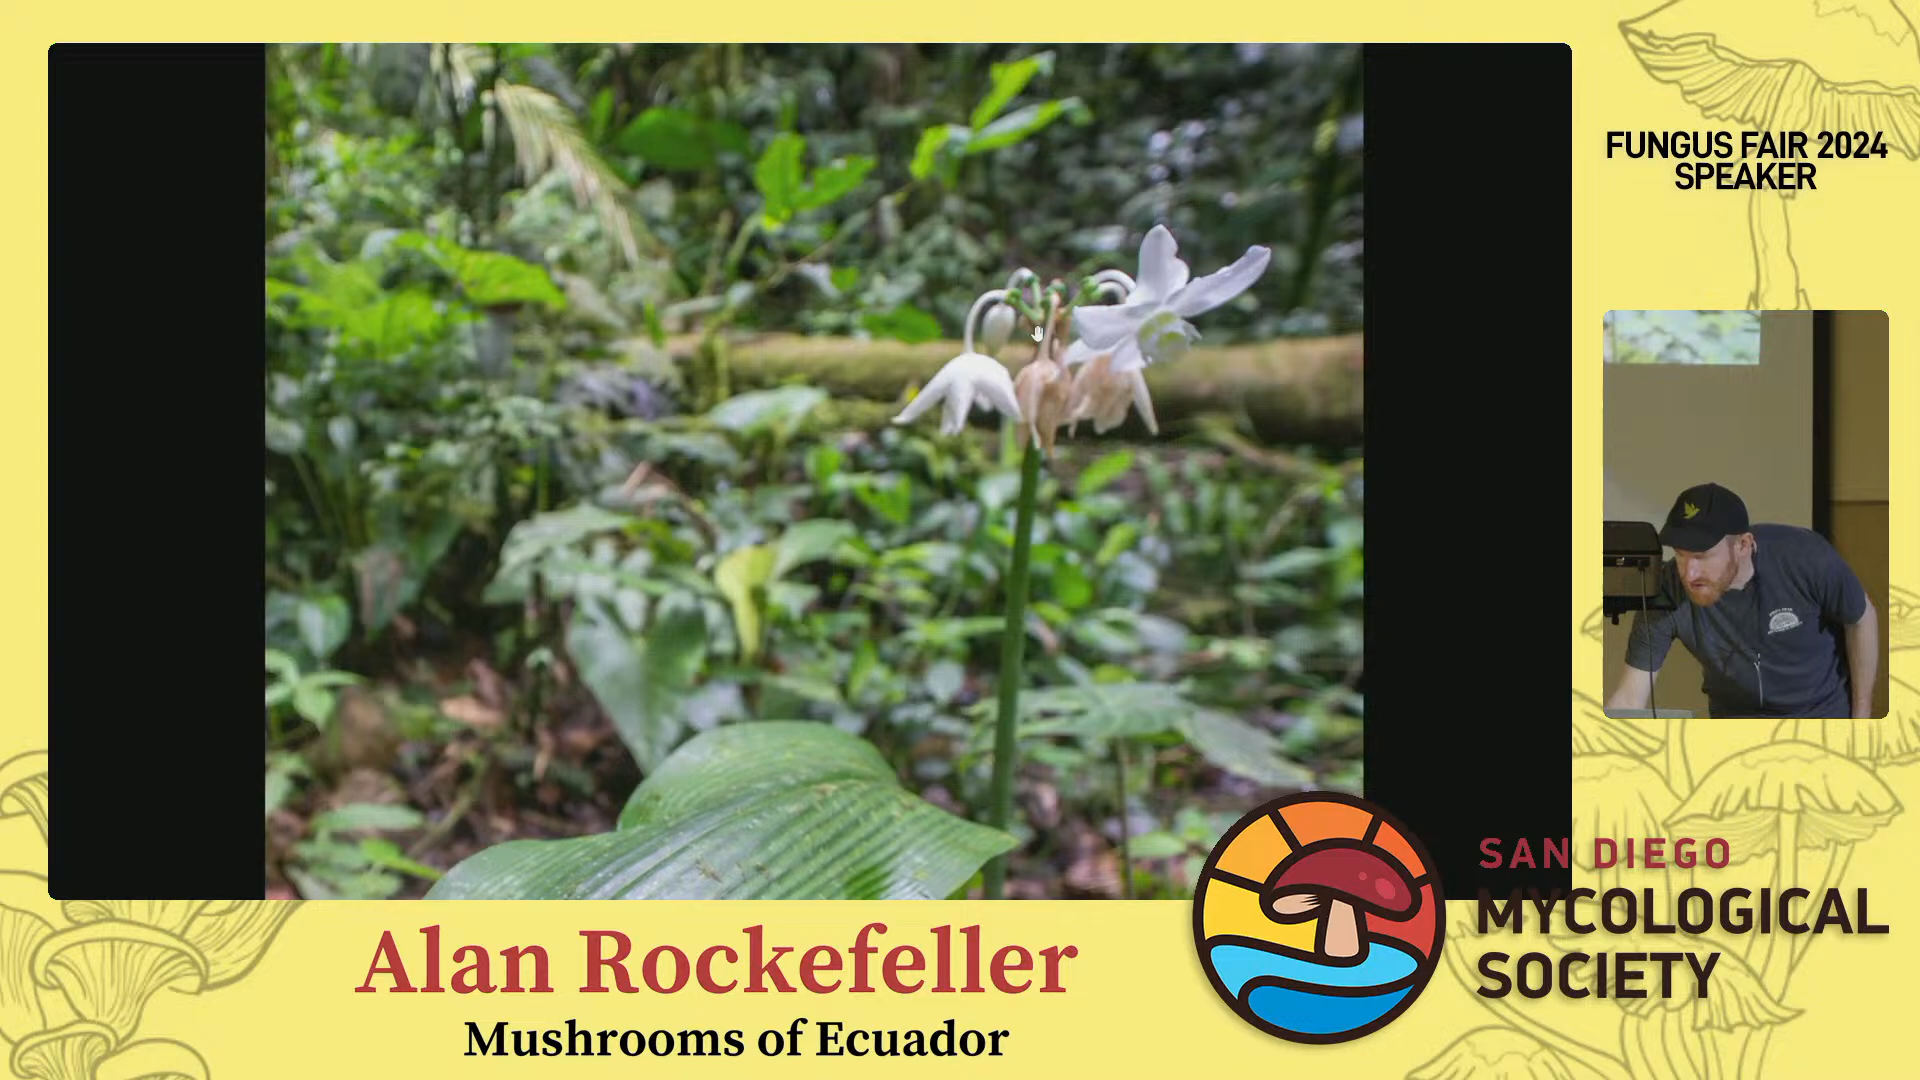 FUNGUS FAIR 2024
SPEAKER
Alan Rockefeller
Mushrooms of Ecuador
SAN DIEGO
MYCOLOGICAL
SOCIETY